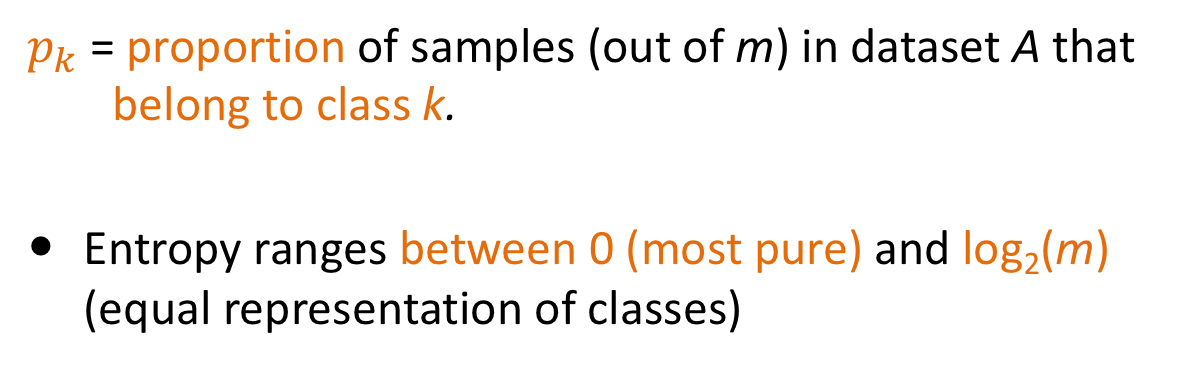 pₖ = proportion of samples (out of m) in dataset A that
belong to class k.
• Entropy ranges between 0 (most pure) and log₂(m)
(equal representation of classes)